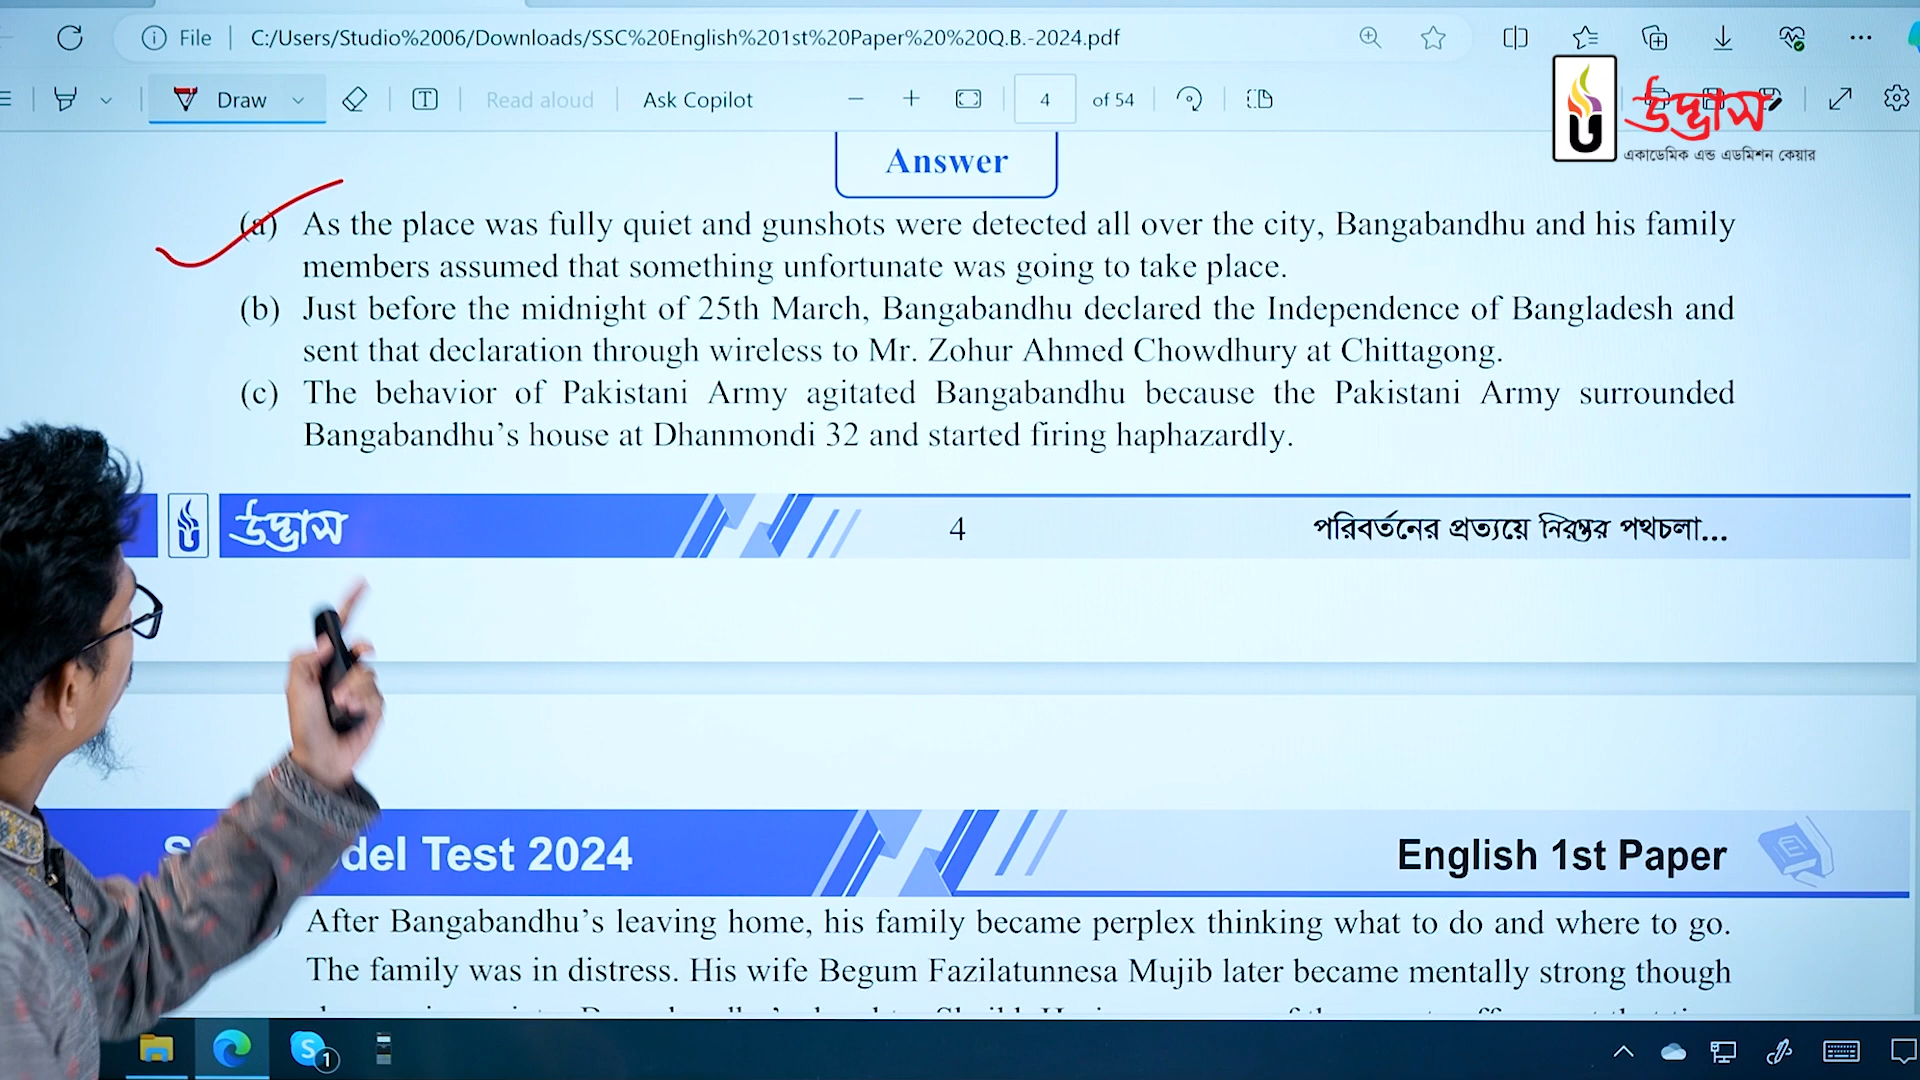 File
C:/Users/Studio%2006/Downloads/SSC%20English%201st%20Paper%20%20Q.B.-2024.pdf
Draw
T
Read aloud
Ask Copilot
4
of 54
উদ্ভাস
একাডেমিক এন্ড এডমিশন কেয়ার
Answer
(a) As the place was fully quiet and gunshots were detected all over the city, Bangabandhu and his family
members assumed that something unfortunate was going to take place.
(b) Just before the midnight of 25th March, Bangabandhu declared the Independence of Bangladesh and
sent that declaration through wireless to Mr. Zohur Ahmed Chowdhury at Chittagong.
(c) The behavior of Pakistani Army agitated Bangabandhu because the Pakistani Army surrounded
Bangabandhu's house at Dhanmondi 32 and started firing haphazardly.
উদ্ভাস
4
পরিবর্তনের প্রত্যয়ে নিরন্তর পথচলা...
Test 2024
English 1st Paper
After Bangabandhu's leaving home, his family became perplex thinking what to do and where to go.
The family was in distress. His wife Begum Fazilatunnesa Mujib later became mentally strong though
1